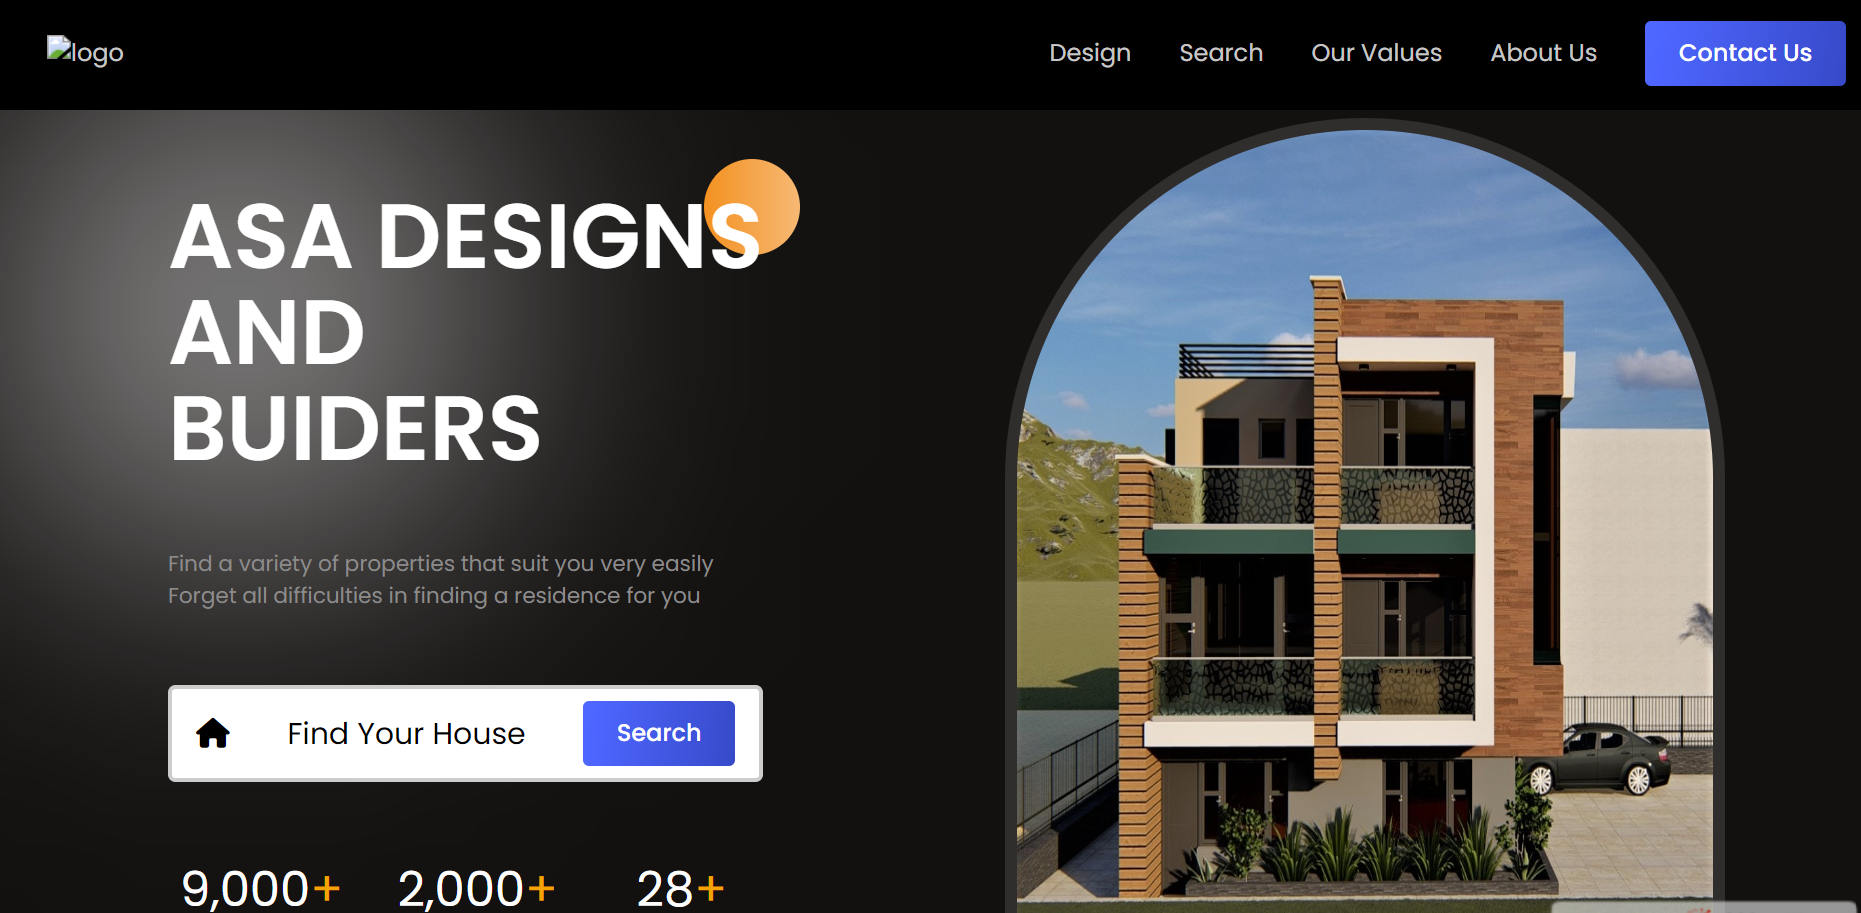 logo
Design
Search
Our Values
About Us
Contact Us
ASA DESIGNS
AND
BUIDERS
Find a variety of properties that suit you very easily
Forget all difficulties in finding a residence for you
Find Your House
Search
9,000+
2,000+
28+